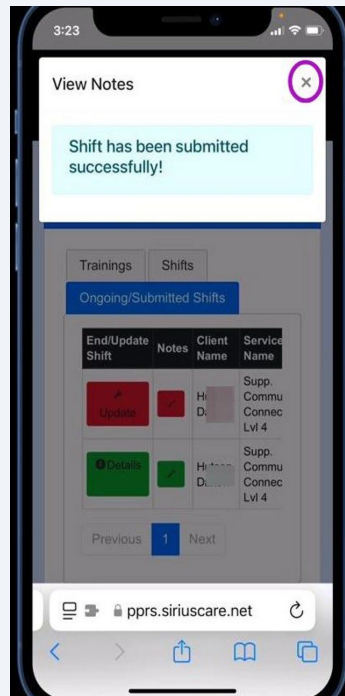 3:23
View Notes
×
Shift has been submitted
successfully!
Trainings
Shifts
Ongoing/Submitted Shifts
End/Update
Shift
Notes
Client
Name
Service
Name
Update
Supp.
Commu
Connec
Lvl 4
Details
Supp.
Commu
Connec
Lvl 4
Previous
1
Next
pprs.siriuscare.net